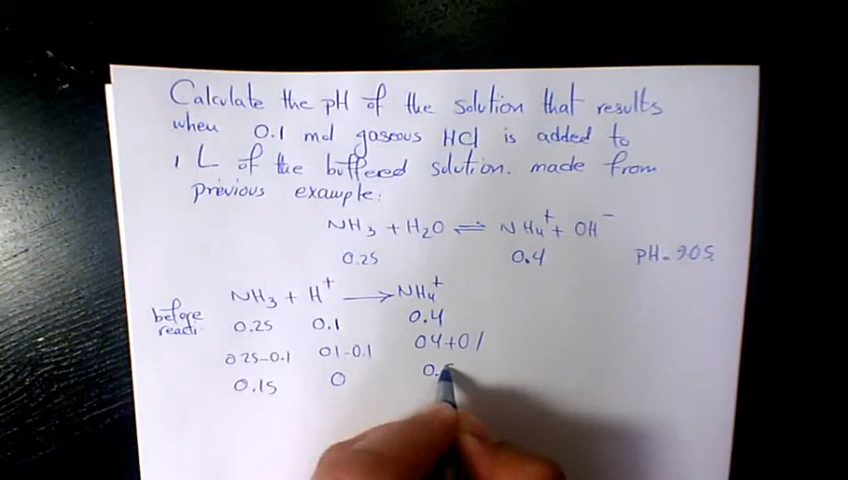 Calculate the pH of the solution that results
when 0.1 mol gaseous HCl is added to
1 L of the buffered solution. made from
previous example:
NH3 + H2O ⇌ NH4+ + OH-
0.25 0.4 pH = 9.05
NH3 + H+ ⟶ NH4+
before
reacti. 0.25 0.1 0.4
0.25-0.1 0.1-0.1 0.4+0.1
0.15 0